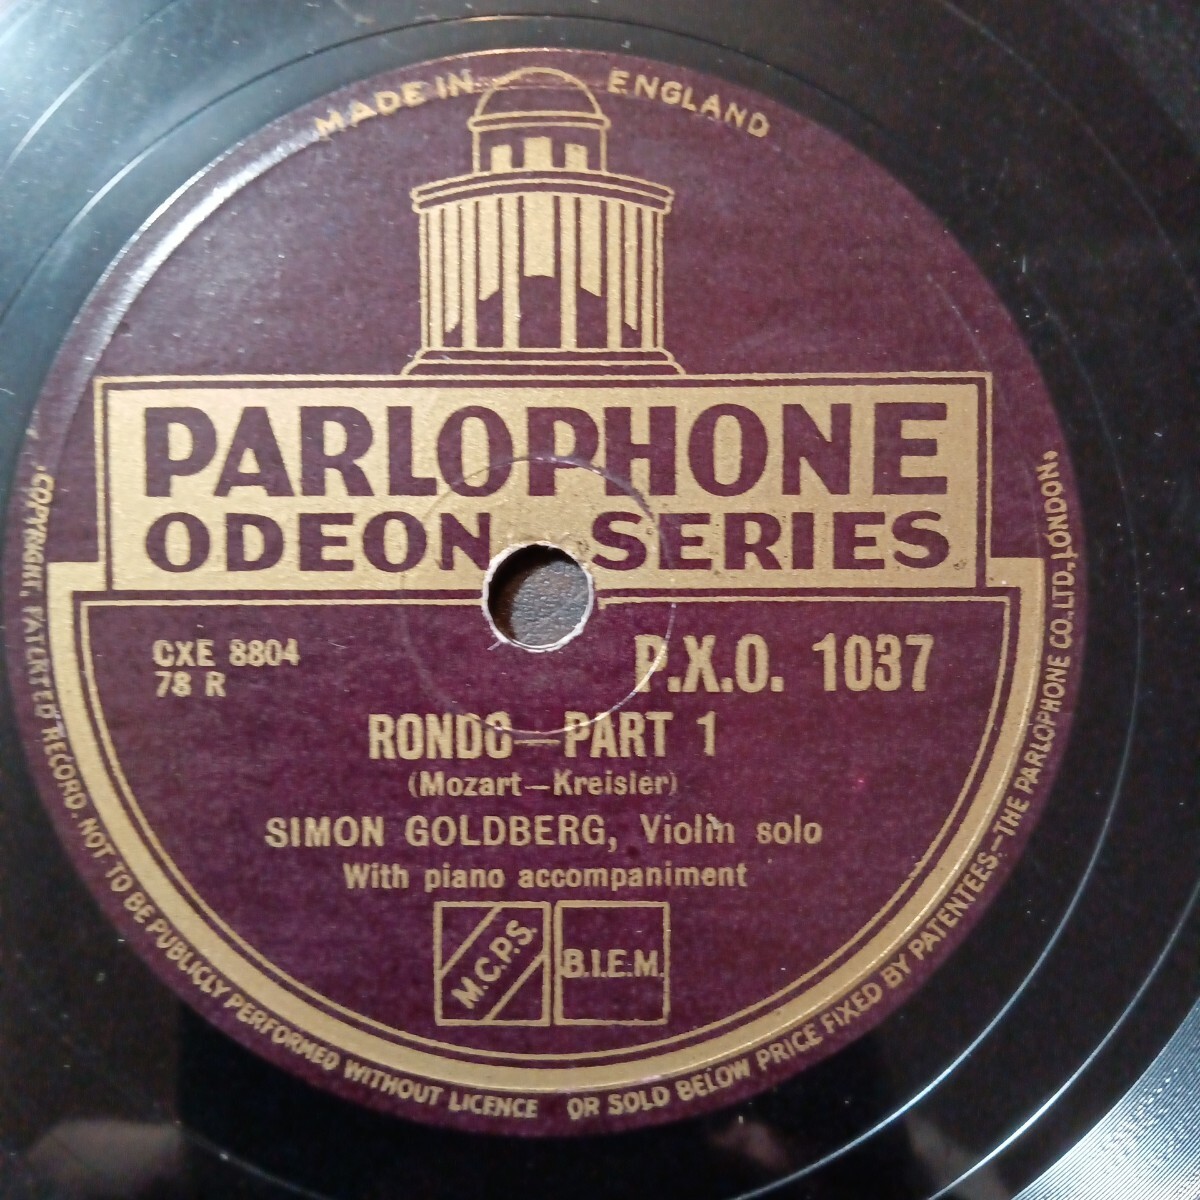 MADE IN ENGLAND
PARLOPHONE
ODEON SERIES
CXE 8804
78 R
P.X.O. 1037
RONDO—PART 1
(Mozart—Kreisler)
SIMON GOLDBERG, Violin solo
With piano accompaniment
M.C.P.S.
B.I.E.M.
COPYRIGHT, PATENTED RECORD. NOT TO BE PUBLICLY PERFORMED WITHOUT LICENCE OR SOLD BELOW PRICE FIXED BY PATENTEES.—THE PARLOPHONE CO. LTD., LONDON.